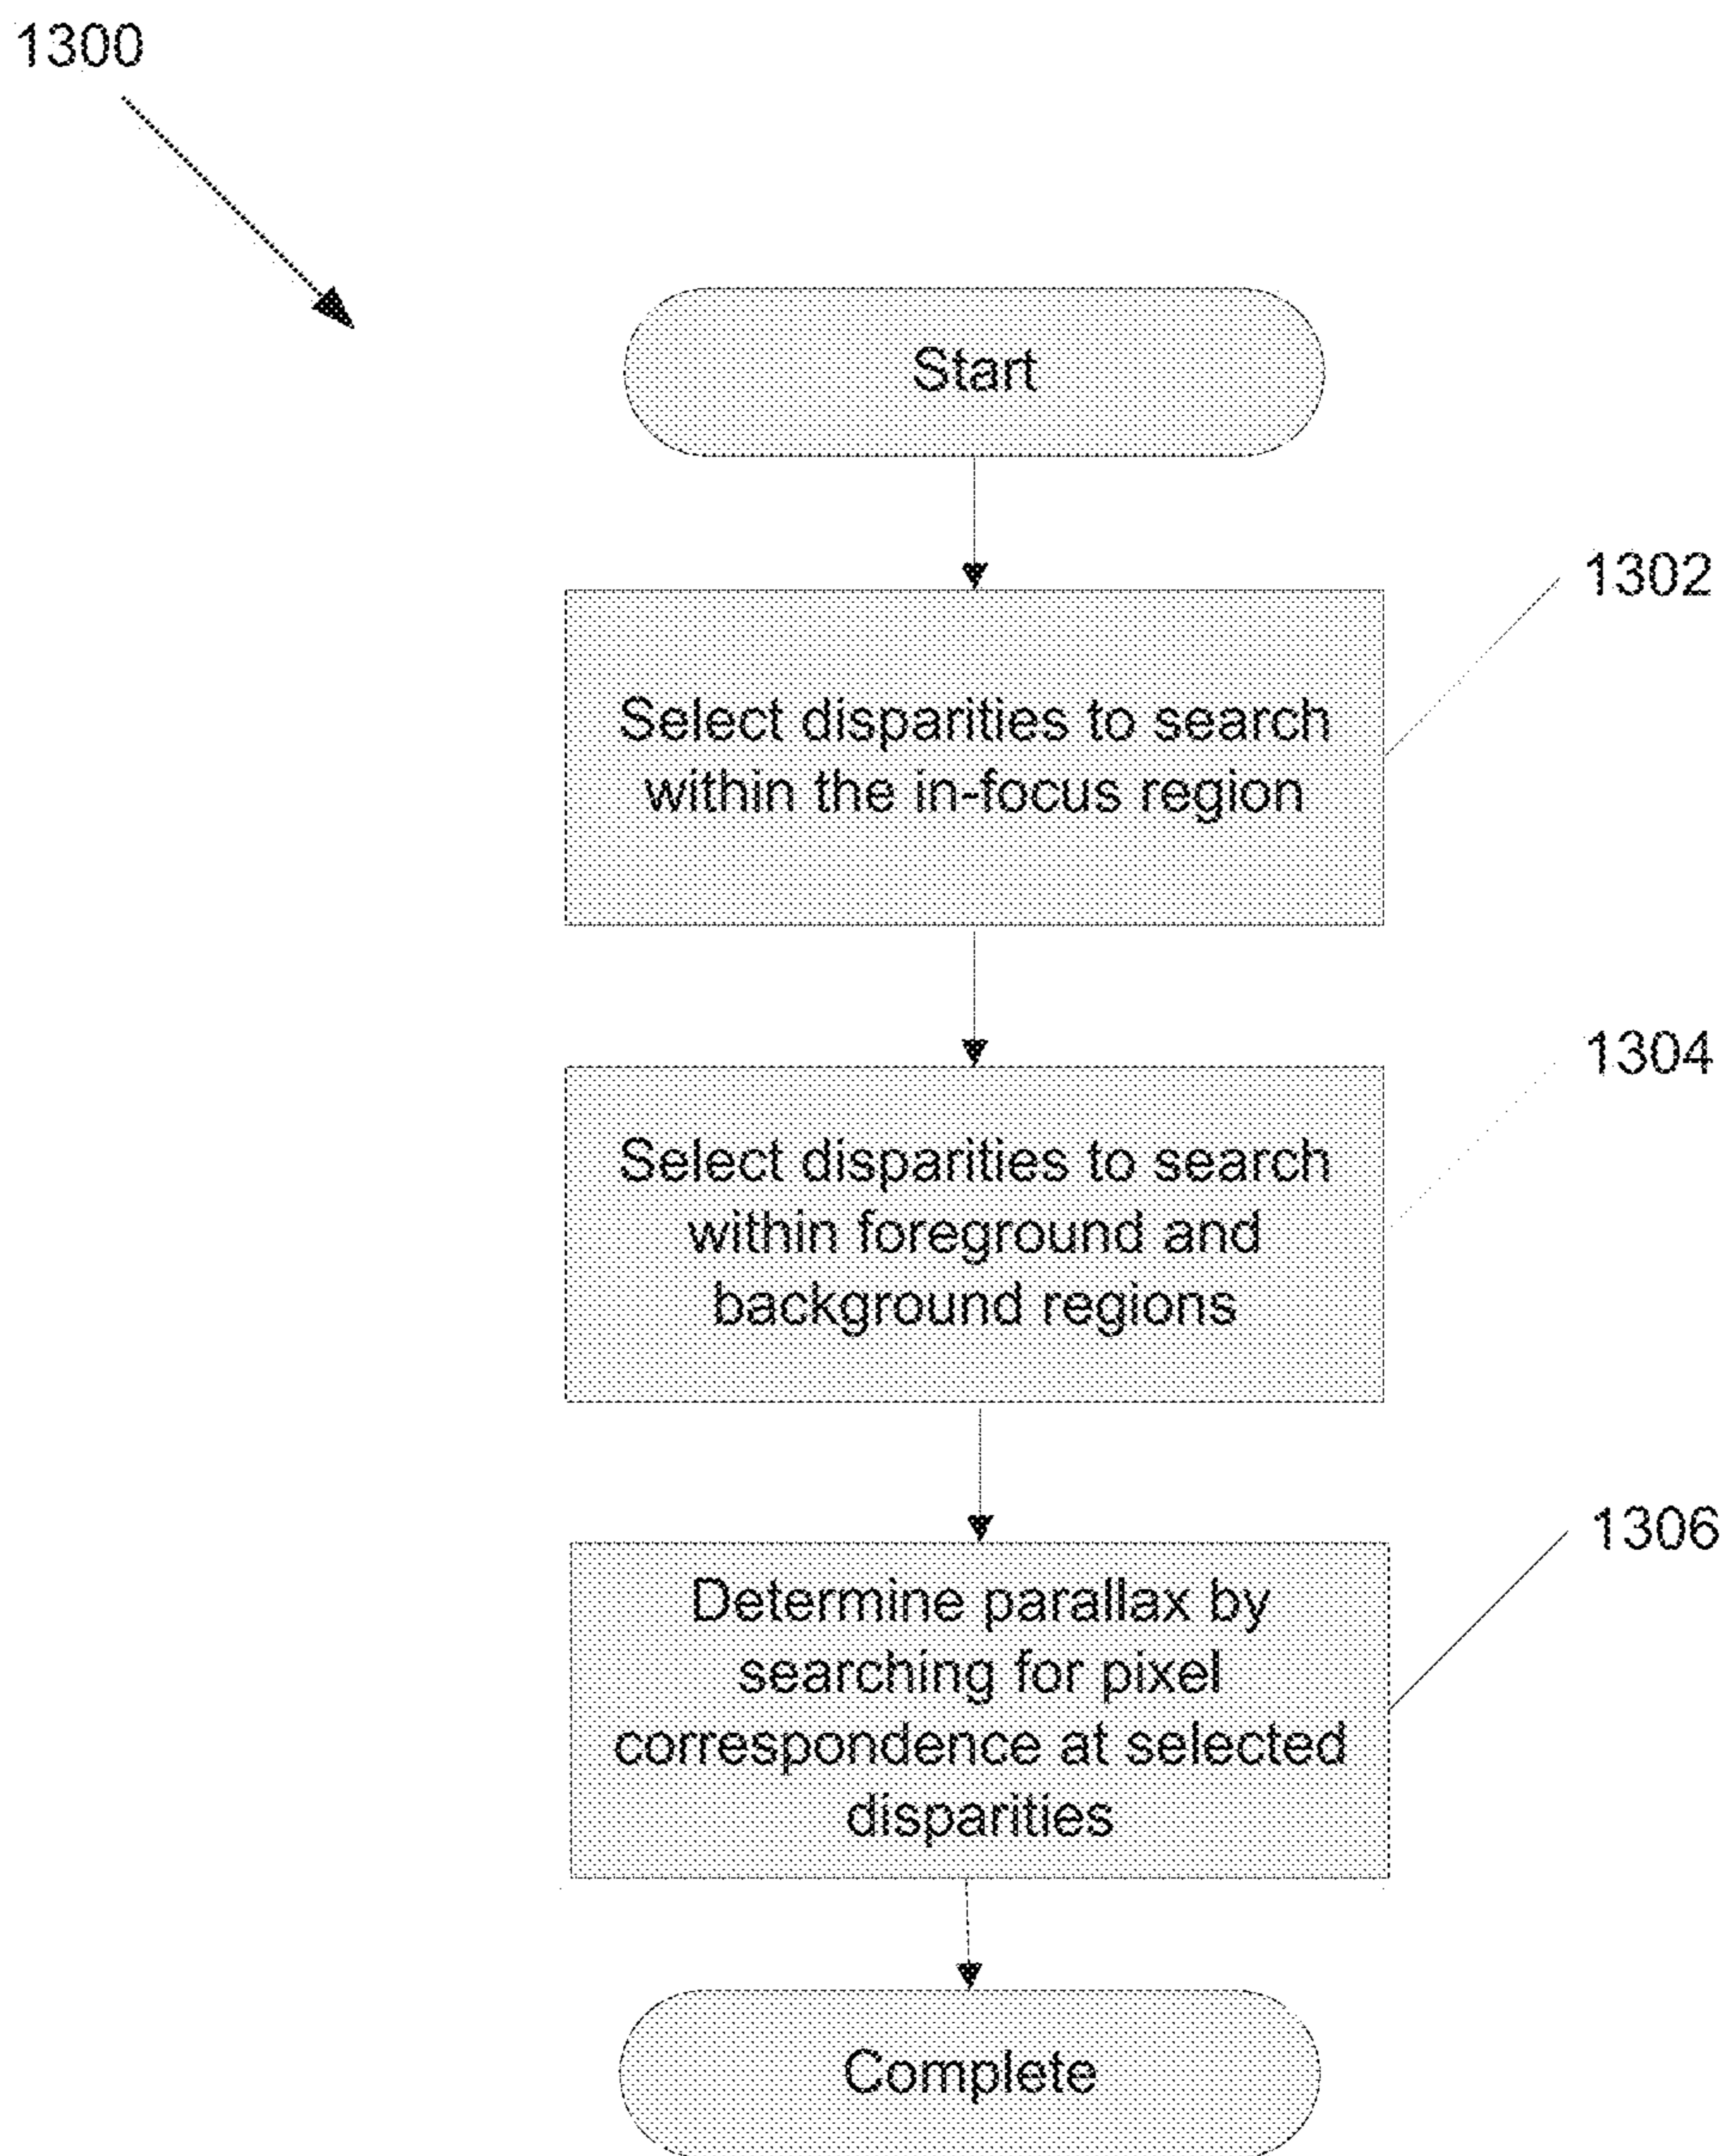 1300
Start
1302
Select disparities to search
within the in-focus region
1304
Select disparities to search
within foreground and
background regions
1306
Determine parallax by
searching for pixel
correspondence at selected
disparities
Complete